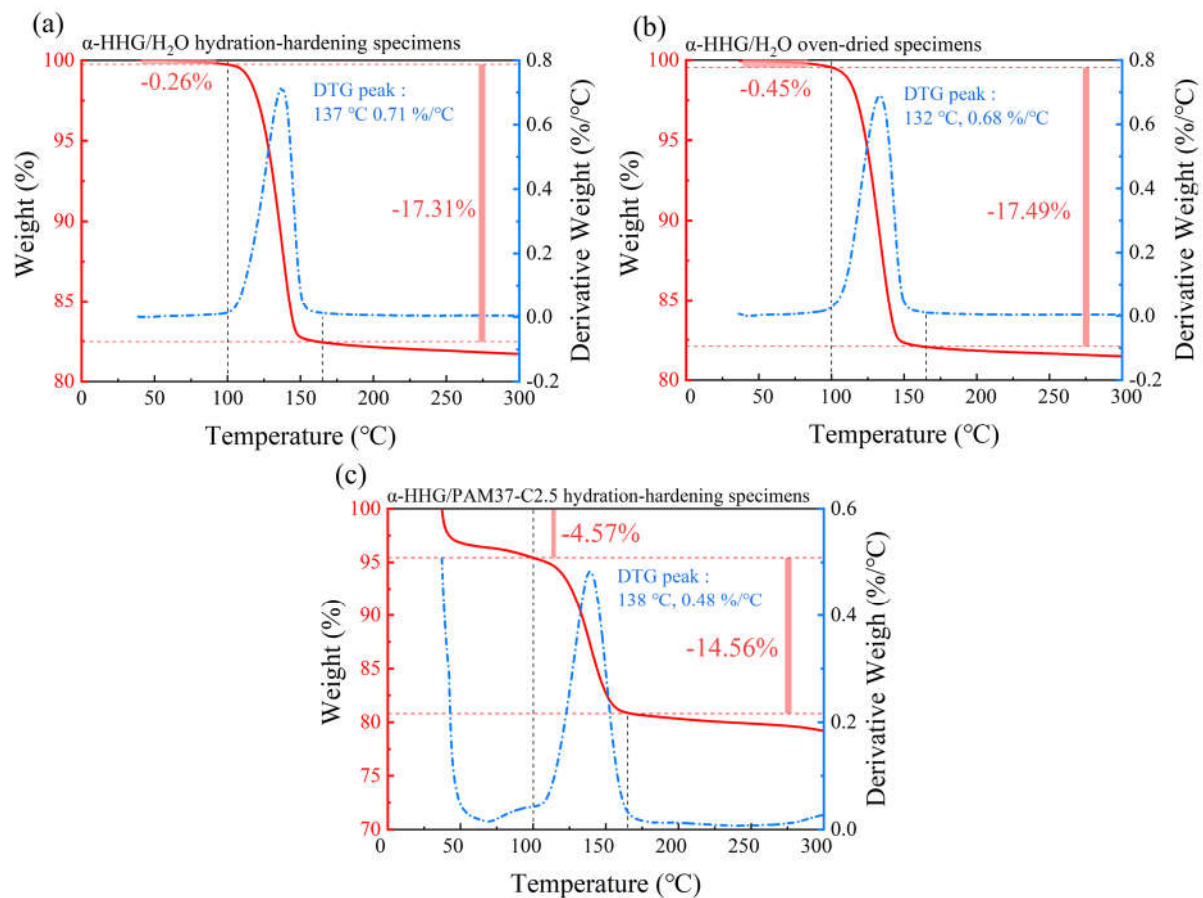 (a)
α-HHG/H₂O hydration-hardening specimens
100
95
90
85
80
Weight (%)
-0.26%
DTG peak :
137 ℃ 0.71 %/℃
-17.31%
0.8
0.6
0.4
0.2
0.0
-0.2
Derivative Weight (%/℃)
0 50 100 150 200 250 300
Temperature (℃)
(b)
α-HHG/H₂O oven-dried specimens
100
95
90
85
80
Weight (%)
-0.45%
DTG peak :
132 ℃, 0.68 %/℃
-17.49%
0.8
0.6
0.4
0.2
0.0
-0.2
Derivative Weight (%/℃)
0 50 100 150 200 250 300
Temperature (℃)
(c)
α-HHG/PAM37-C2.5 hydration-hardening specimens
100
95
90
85
80
75
70
Weight (%)
-4.57%
DTG peak :
138 ℃, 0.48 %/℃
-14.56%
0.6
0.4
0.2
0.0
Derivative Weigh (%/℃)
0 50 100 150 200 250 300
Temperature (℃)